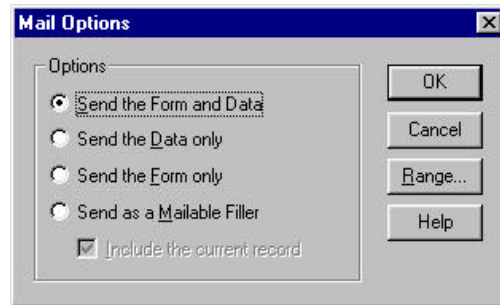 Mail Options
Options
Send the Form and Data
Send the Data only
Send the Form only
Send as a Mailable Filler
Include the current record
OK
Cancel
Range...
Help